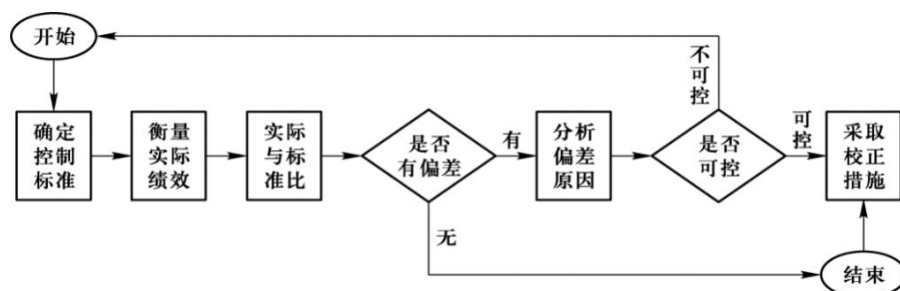 开始
确定
控制
标准
衡量
实际
绩效
实际
与标
准比
是否
有偏差
有
分析
偏差
原因
是否
可控
不可控
可控
采取
校正
措施
无
结束